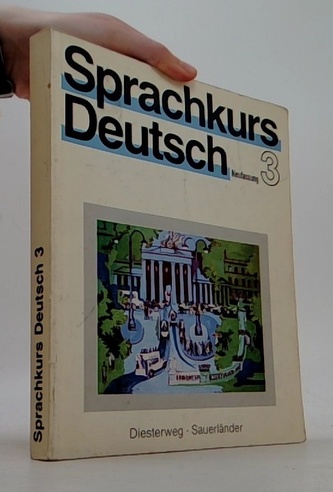 Sprachkurs
Deutsch
Neufassung 3
Diesterweg · Sauerländer
Sprachkurs Deutsch 3